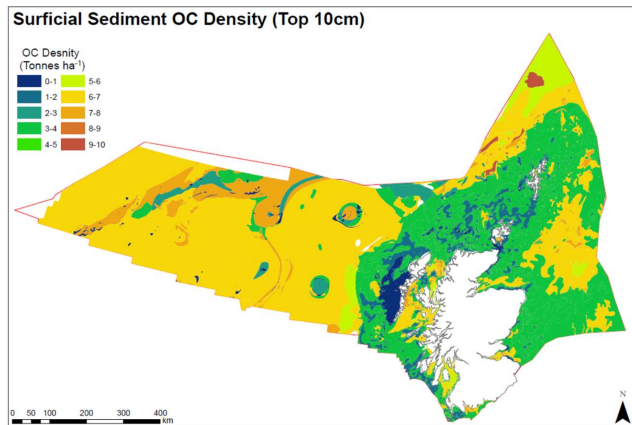 Surficial Sediment OC Density (Top 10cm)
OC Desnity
(Tonnes ha-1)
0-1 5-6
1-2 6-7
2-3 7-8
3-4 8-9
4-5 9-10
N
0 50 100 200 300 400
km